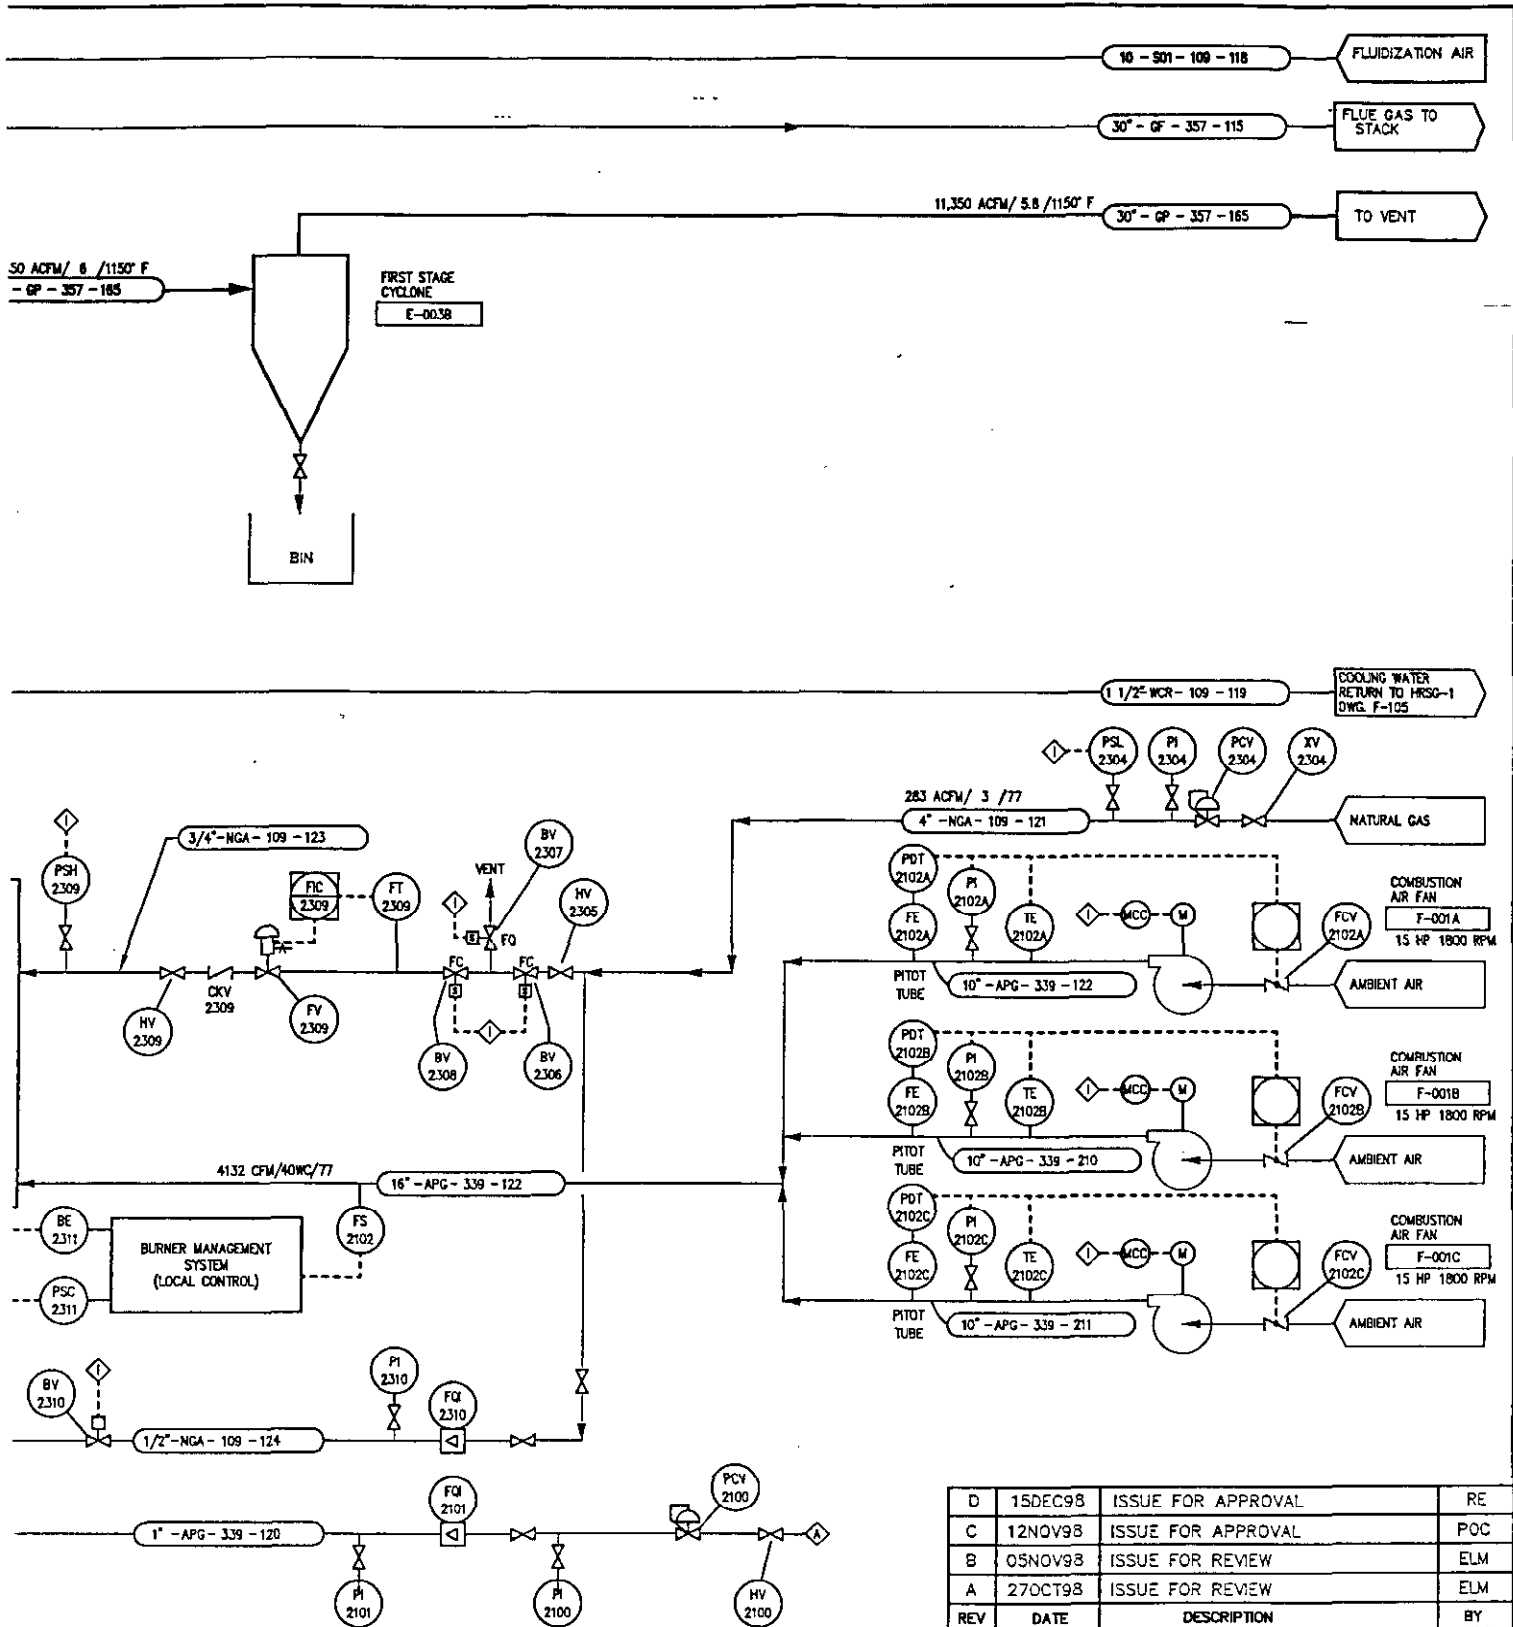 10 - S01 - 109 - 118
FLUIDIZATION AIR
30" - GF - 357 - 115
FLUE GAS TO
STACK
11,350 ACFM/ 5.8 /1150° F
30" - GP - 357 - 165
TO VENT
50 ACFM/ 6 /1150° F
- GP - 357 - 165
FIRST STAGE
CYCLONE
E-003B
BIN
1 1/2"-WCR - 109 - 119
COOLING WATER
RETURN TO HRSG-1
DWG. F-105
I
PSL
2304
PI
2304
PCV
2304
XV
2304
283 ACFM/ 3 /77
4" -NGA - 109 - 121
NATURAL GAS
I
3/4"-NGA - 109 - 123
PSH
2309
FIC
2309
FT
2309
I
VENT
BV
2307
HV
2305
S
FO
FA
FC
FC
CKV
2309
HV
2309
FV
2309
S
S
I
BV
2308
BV
2306
PDT
2102A
PI
2102A
FE
2102A
TE
2102A
I
MCC
M
FCV
2102A
COMBUSTION
AIR FAN
F-001A
15 HP 1800 RPM
PITOT
TUBE
10" -APG - 339 - 122
AMBIENT AIR
PDT
2102B
PI
2102B
FE
2102B
TE
2102B
I
MCC
M
FCV
2102B
COMBUSTION
AIR FAN
F-001B
15 HP 1800 RPM
PITOT
TUBE
10" -APG - 339 - 210
AMBIENT AIR
4132 CFM/40WC/77
16" -APG - 339 - 122
PDT
2102C
PI
2102C
FE
2102C
TE
2102C
I
MCC
M
FCV
2102C
COMBUSTION
AIR FAN
F-001C
15 HP 1800 RPM
PITOT
TUBE
10" -APG - 339 - 211
AMBIENT AIR
BE
2311
PSC
2311
BURNER MANAGEMENT
SYSTEM
(LOCAL CONTROL)
FS
2102
BV
2310
I
1/2"-NGA - 109 - 124
PI
2310
FQI
2310
1" -APG - 339 - 120
FQI
2101
PI
2101
PI
2100
PCV
2100
HV
2100
A
D 15DEC98 ISSUE FOR APPROVAL RE
C 12NOV98 ISSUE FOR APPROVAL POC
B 05NOV98 ISSUE FOR REVIEW ELM
A 27OCT98 ISSUE FOR REVIEW ELM
REV DATE DESCRIPTION BY